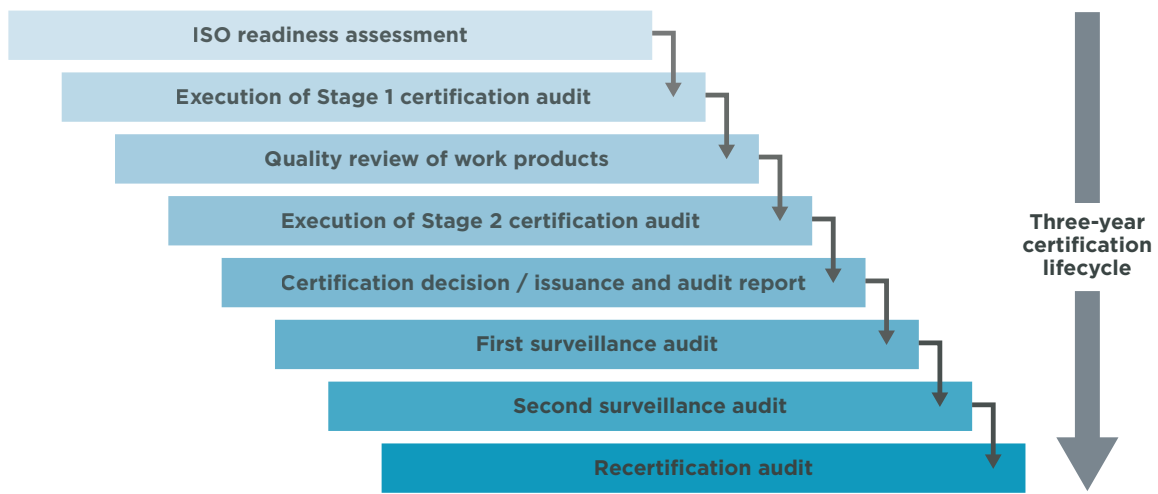 ISO readiness assessment
Execution of Stage 1 certification audit
Quality review of work products
Execution of Stage 2 certification audit
Certification decision / issuance and audit report
First surveillance audit
Second surveillance audit
Recertification audit
Three-year
certification
lifecycle